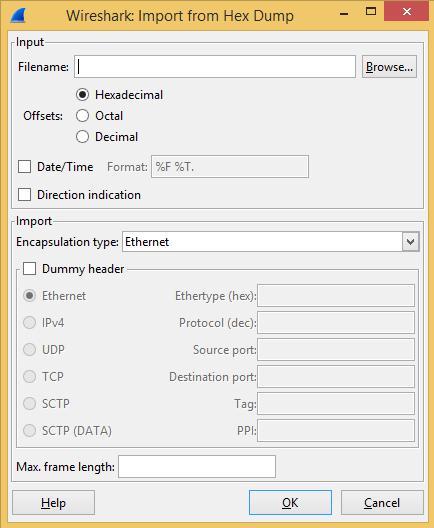 Wireshark: Import from Hex Dump
Input
Filename: Browse...
Hexadecimal
Offsets: Octal
Decimal
Date/Time Format: %F %T.
Direction indication
Import
Encapsulation type: Ethernet
Dummy header
Ethernet Ethertype (hex):
IPv4 Protocol (dec):
UDP Source port:
TCP Destination port:
SCTP Tag:
SCTP (DATA) PPI:
Max. frame length:
Help OK Cancel